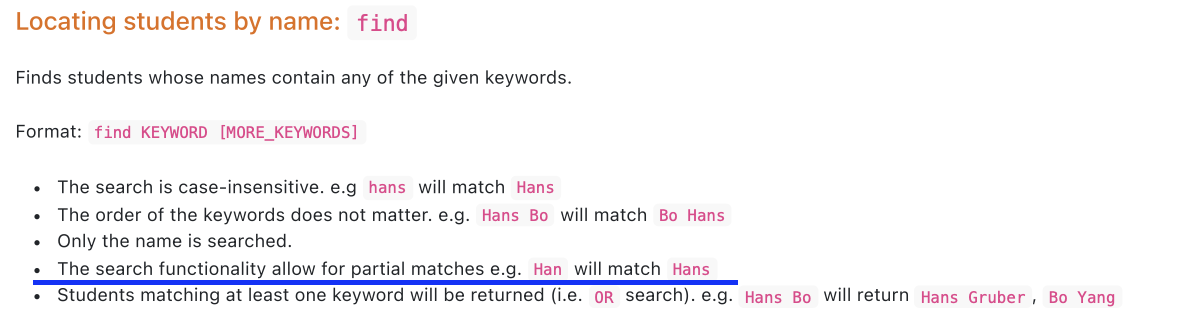 Locating students by name: find
Finds students whose names contain any of the given keywords.
Format: find KEYWORD [MORE_KEYWORDS]
• The search is case-insensitive. e.g hans will match Hans
• The order of the keywords does not matter. e.g. Hans Bo will match Bo Hans
• Only the name is searched.
• The search functionality allow for partial matches e.g. Han will match Hans
• Students matching at least one keyword will be returned (i.e. OR search). e.g. Hans Bo will return Hans Gruber, Bo Yang